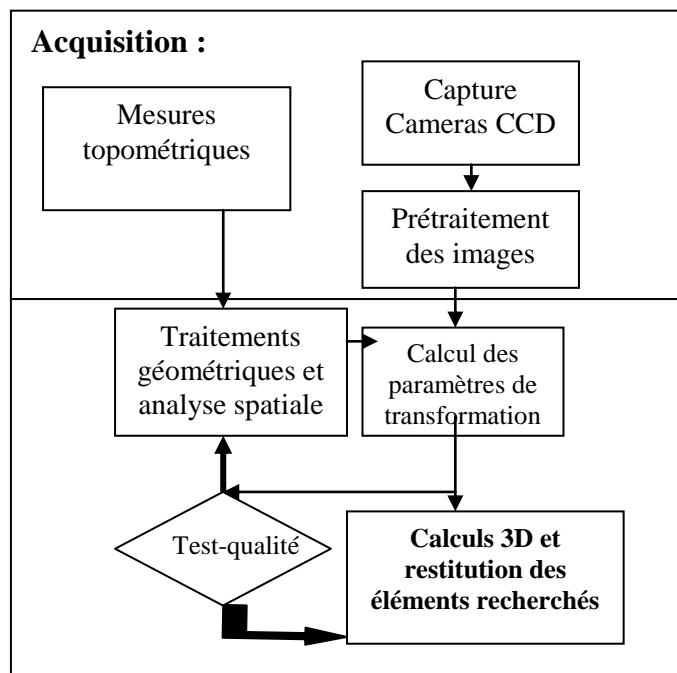 Acquisition :
Mesures
topométriques
Capture
Cameras CCD
Prétraitement
des images
Traitements
géométriques et
analyse spatiale
Calcul des
paramètres de
transformation
Test-qualité
Calculs 3D et
restitution des
éléments recherchés